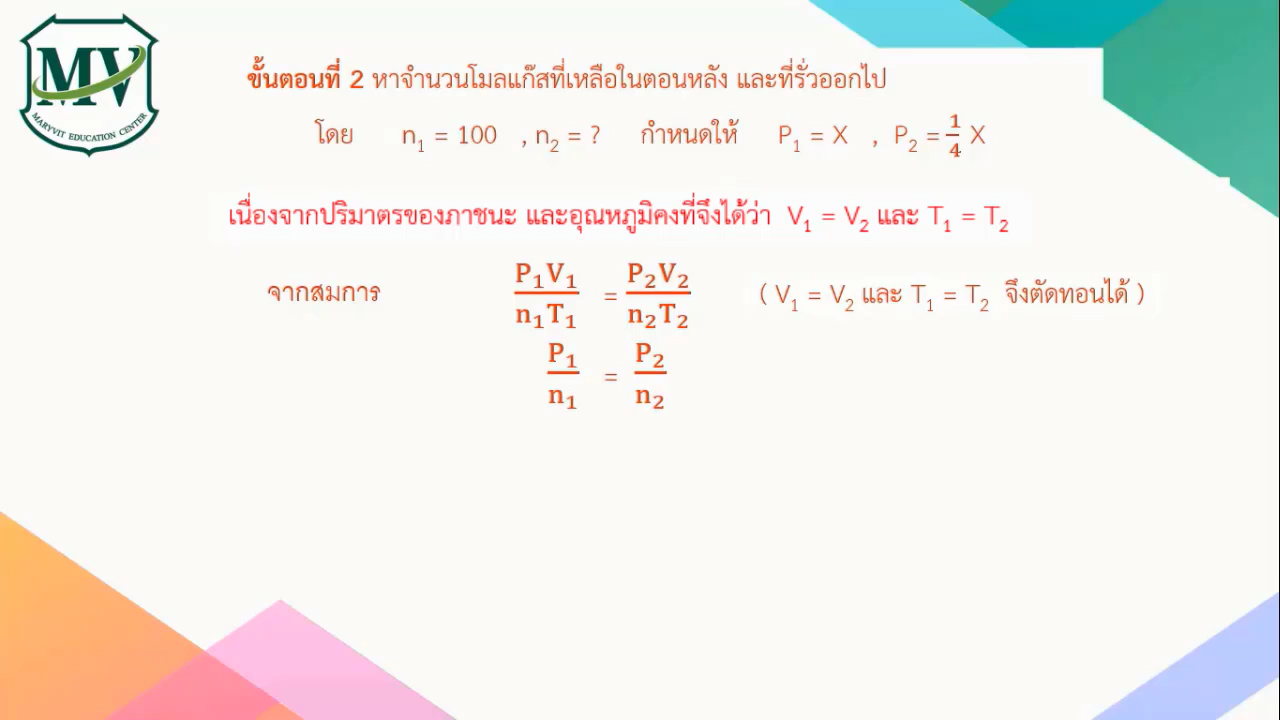 MV
MARYVIT EDUCATION CENTER
ขั้นตอนที่ 2 หาจำนวนโมลแก๊สที่เหลือในตอนหลัง และที่รั่วออกไป
โดย n₁ = 100 , n₂ = ? กำหนดให้ P₁ = X , P₂ = 1/4 X
เนื่องจากปริมาตรของภาชนะ และอุณหภูมิคงที่จึงได้ว่า V₁ = V₂ และ T₁ = T₂
จากสมการ P₁V₁/n₁T₁ = P₂V₂/n₂T₂ ( V₁ = V₂ และ T₁ = T₂ จึงตัดทอนได้ )
P₁/n₁ = P₂/n₂